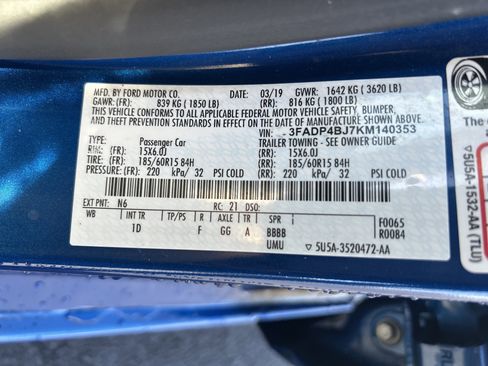 MFD. BY FORD MOTOR CO. 03/19 GVWR: 1642 KG ( 3620 LB)
GAWR: (FR): 839 KG ( 1850 LB) (RR): 816 KG ( 1800 LB)
THIS VEHICLE CONFORMS TO ALL APPLICABLE FEDERAL MOTOR VEHICLE SAFETY, BUMPER,
AND THEFT PREVENTION STANDARDS IN EFFECT ON THE DATE OF MANUFACTURE SHOWN ABOVE.
VIN: 3FADP4BJ7KM140353
TYPE: Passenger Car TRAILER TOWING - SEE OWNER GUIDE
RIM: (FR): 15X6.0J (RR): 15X6.0J
TIRE: (FR): 185/60R15 84H (RR): 185/60R15 84H
PRESSURE: (FR): 220 kPa/ 32 PSI COLD (RR): 220 kPa/ 32 PSI COLD
EXT PNT: N6 RC: 21 DSO: F0065
WB INT TR TP/PS R AXLE TR SPR R0084
1D F GG A BBBB
UMU 5U5A-3520472-AA
The
5U5A-1532-AA (TLU)